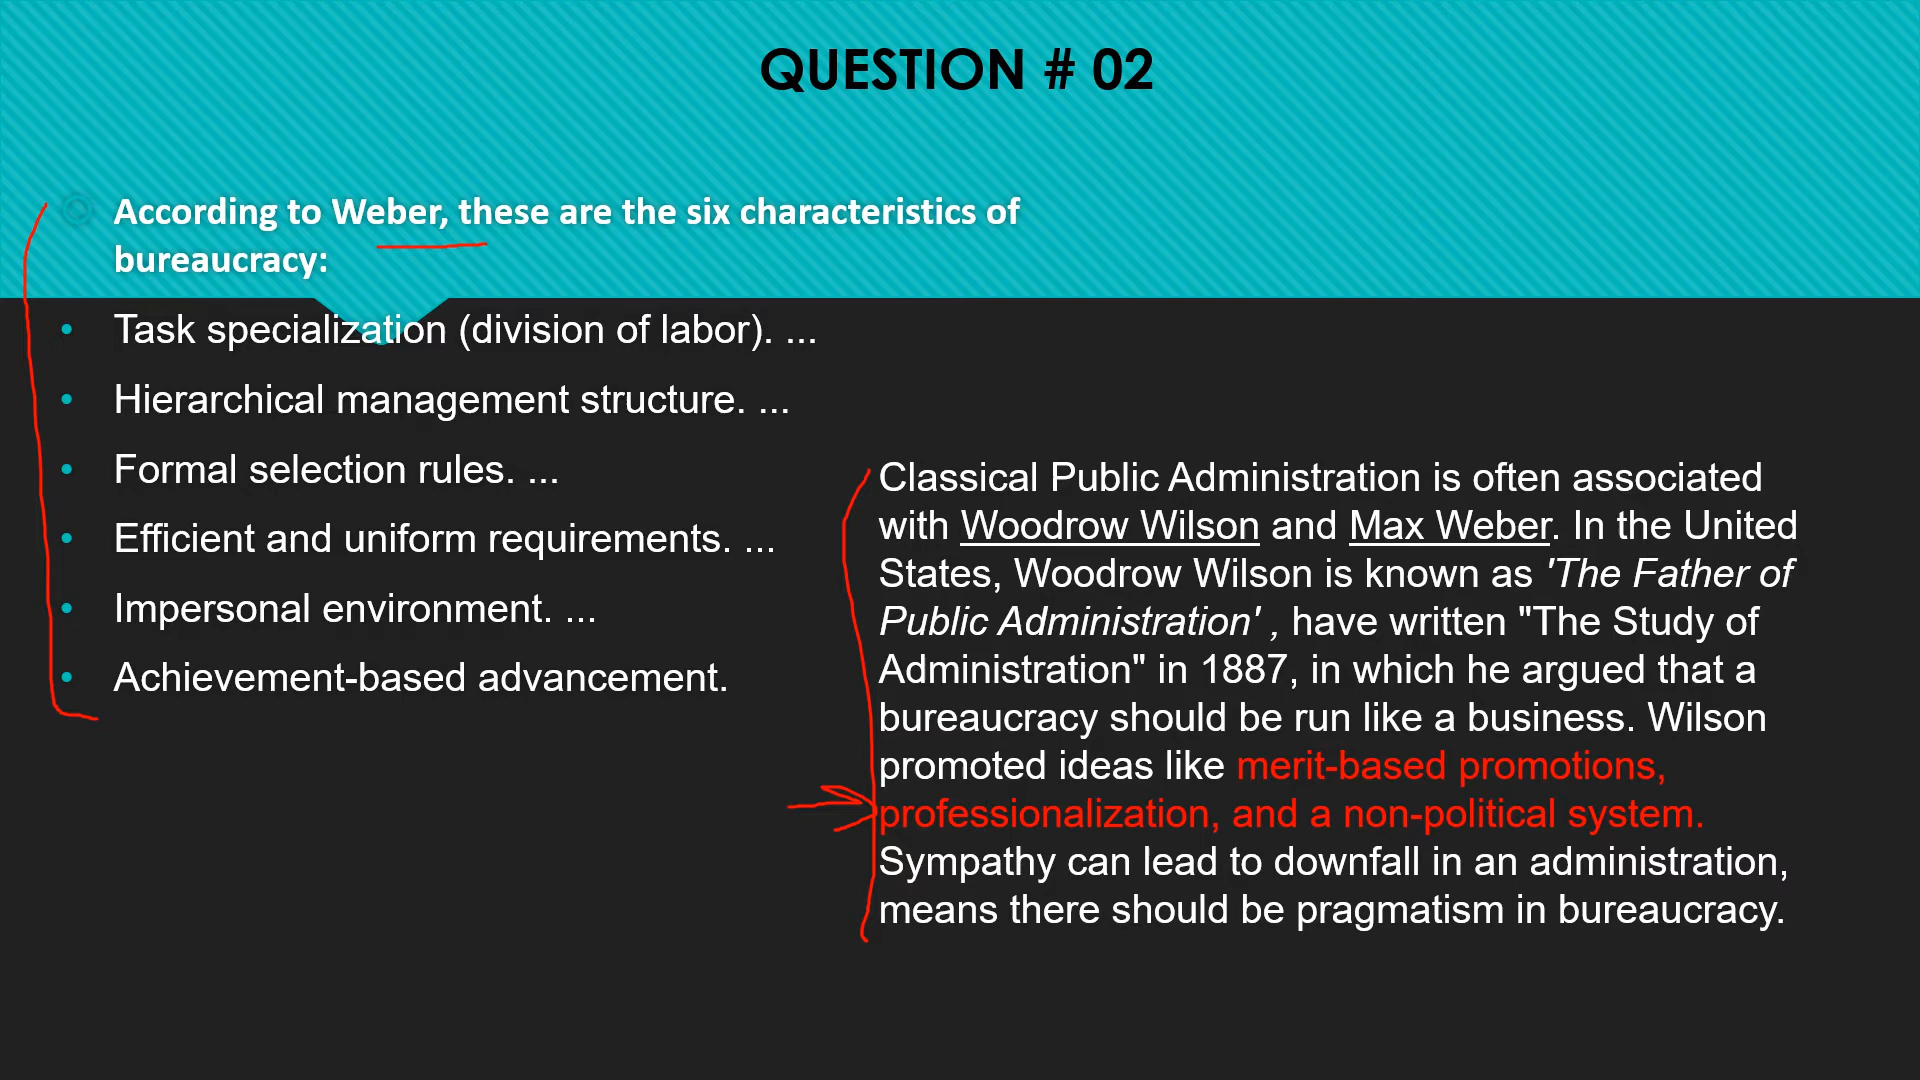 QUESTION # 02
According to Weber, these are the six characteristics of
bureaucracy:
• Task specialization (division of labor). ...
• Hierarchical management structure. ...
• Formal selection rules. ...
• Efficient and uniform requirements. ...
• Impersonal environment. ...
• Achievement-based advancement.
Classical Public Administration is often associated
with Woodrow Wilson and Max Weber. In the United
States, Woodrow Wilson is known as 'The Father of
Public Administration' , have written "The Study of
Administration" in 1887, in which he argued that a
bureaucracy should be run like a business. Wilson
promoted ideas like merit-based promotions,
professionalization, and a non-political system.
Sympathy can lead to downfall in an administration,
means there should be pragmatism in bureaucracy.